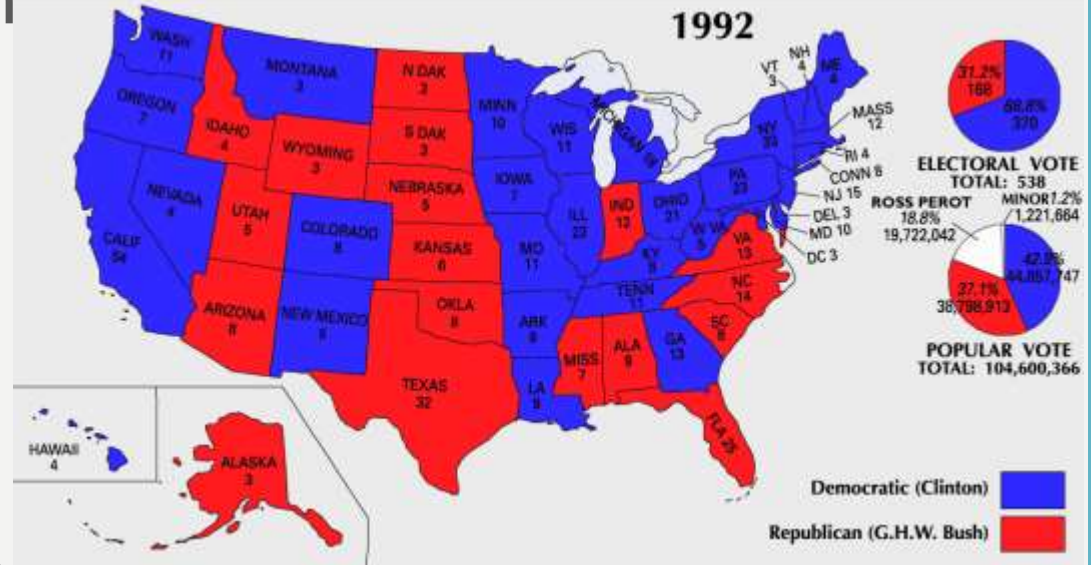 1992
WASH
11
OREGON
7
CALIF
54
NEVADA
4
IDAHO
4
MONTANA
3
WYOMING
3
UTAH
5
COLORADO
8
ARIZONA
8
NEW MEXICO
5
N DAK
3
S DAK
3
NEBRASKA
5
KANSAS
6
OKLA
8
TEXAS
32
MINN
10
IOWA
7
MO
11
ARK
6
LA
9
WIS
11
ILL
22
MICHIGAN 18
IND
12
OHIO
21
KY
8
TENN
11
MISS
7
ALA
9
GA
13
FLA 25
SC
8
NC
14
VA
13
W VA
5
PA
23
NY
33
VT
3
NH
4
ME
4
MASS
12
RI 4
CONN 8
NJ 15
DEL 3
MD 10
DC 3
HAWAII
4
ALASKA
3
31.2%
168
68.8%
370
ELECTORAL VOTE
TOTAL: 538
ROSS PEROT
18.8%
19,722,042
MINOR 1.2%
1,221,664
42.9%
44,857,747
37.1%
38,798,913
POPULAR VOTE
TOTAL: 104,600,366
Democratic (Clinton)
Republican (G.H.W. Bush)